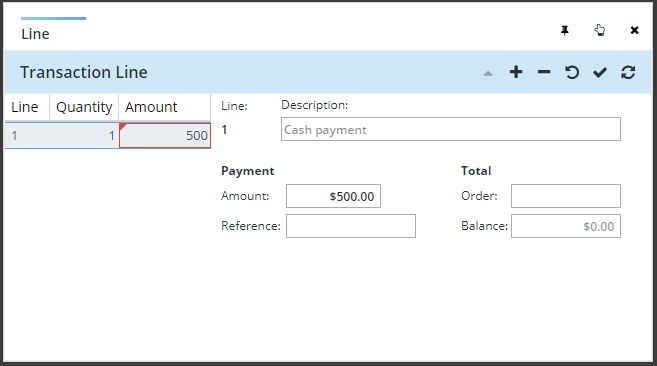 Line
Transaction Line
Line Quantity Amount
1 1 500
Line: Description:
1 Cash payment
Payment Total
Amount: $500.00 Order:
Reference: Balance: $0.00